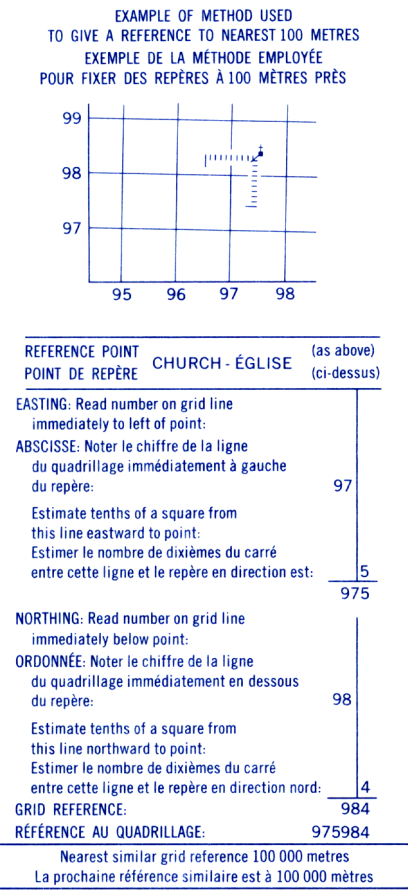 EXAMPLE OF METHOD USED
TO GIVE A REFERENCE TO NEAREST 100 METRES
EXEMPLE DE LA MÉTHODE EMPLOYÉE
POUR FIXER DES REPÈRES À 100 MÈTRES PRÈS
99
98
97
95 96 97 98
REFERENCE POINT
POINT DE REPÈRE
CHURCH - ÉGLISE
(as above)
(ci-dessus)
EASTING: Read number on grid line
immediately to left of point:
ABSCISSE: Noter le chiffre de la ligne
du quadrillage immédiatement à gauche
du repère: 97
Estimate tenths of a square from
this line eastward to point:
Estimer le nombre de dixièmes du carré
entre cette ligne et le repère en direction est: 5
975
NORTHING: Read number on grid line
immediately below point:
ORDONNÉE: Noter le chiffre de la ligne
du quadrillage immédiatement en dessous
du repère: 98
Estimate tenths of a square from
this line northward to point:
Estimer le nombre de dixièmes du carré
entre cette ligne et le repère en direction nord: 4
GRID REFERENCE: 984
RÉFÉRENCE AU QUADRILLAGE: 975984
Nearest similar grid reference 100 000 metres
La prochaine référence similaire est à 100 000 mètres